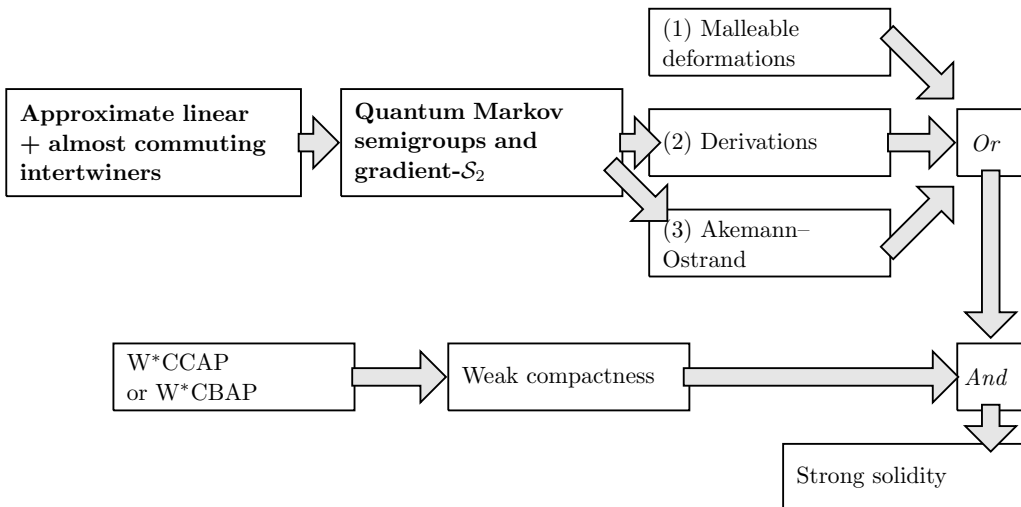 (1) Malleable
deformations
Approximate linear
+ almost commuting
intertwiners
Quantum Markov
semigroups and
gradient-𝒮₂
(2) Derivations
Or
(3) Akemann–
Ostrand
W*CCAP
or W*CBAP
Weak compactness
And
Strong solidity